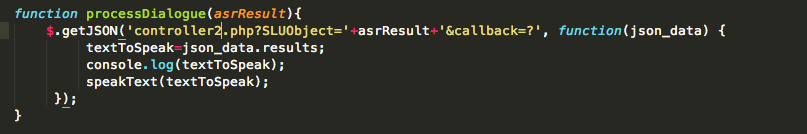 function processDialogue(asrResult){
$.getJSON('controller2.php?SLUObject='+asrResult+'&callback=?', function(json_data) {
textToSpeak=json_data.results;
console.log(textToSpeak);
speakText(textToSpeak);
});
}